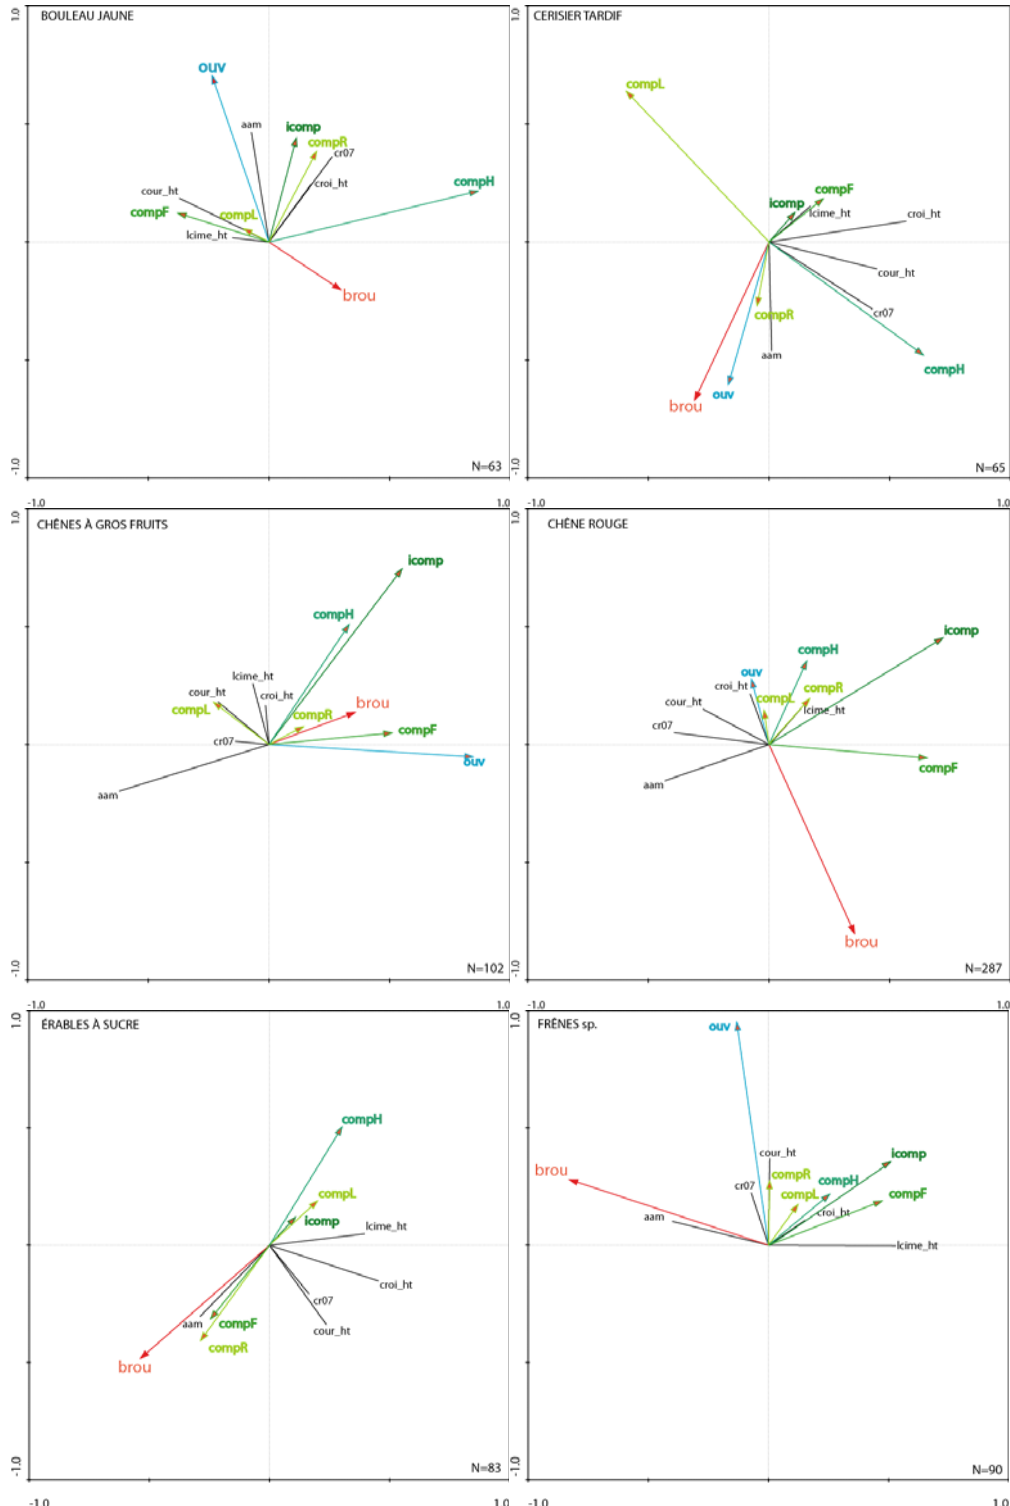 1.0
BOULEAU JAUNE
ouv
aam
icomp
compR
cr07
croi_ht
compH
cour_ht
compF
compL
lcime_ht
brou
N=63
-1.0
1.0
CERISIER TARDIF
compL
compF
icomp
lcime_ht
croi_ht
cour_ht
cr07
compR
aam
compH
ouv
brou
N=65
-1.0
-1.0
1.0
1.0
CHÊNES À GROS FRUITS
icomp
compH
lcime_ht
cour_ht
croi_ht
compL
brou
compR
compF
cr07
ouv
aam
N=102
-1.0
-1.0
1.0
1.0
CHÊNE ROUGE
icomp
compH
ouv
croi_ht
compR
compL
cour_ht
lcime_ht
cr07
compF
aam
brou
N=287
-1.0
-1.0
1.0
1.0
ÉRABLES À SUCRE
compH
compL
icomp
lcime_ht
croi_ht
cr07
aam
compF
cour_ht
compR
brou
N=83
-1.0
-1.0
1.0
1.0
FRÊNES sp.
ouv
cour_ht
icomp
brou
compR
compH
cr07
compL
compF
aam
croi_ht
lcime_ht
N=90
-1.0
-1.0
1.0
-1.0
1.0